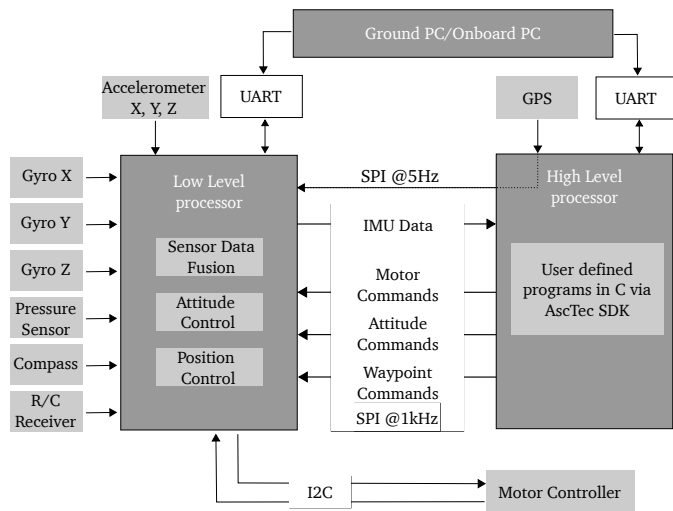 Ground PC/Onboard PC
Accelerometer
X, Y, Z
UART
GPS
UART
Gyro X
Gyro Y
Gyro Z
Pressure
Sensor
Compass
R/C
Receiver
Low Level
processor
Sensor Data
Fusion
Attitude
Control
Position
Control
SPI @5Hz
IMU Data
Motor
Commands
Attitude
Commands
Waypoint
Commands
SPI @1kHz
High Level
processor
User defined
programs in C via
AscTec SDK
I2C
Motor Controller